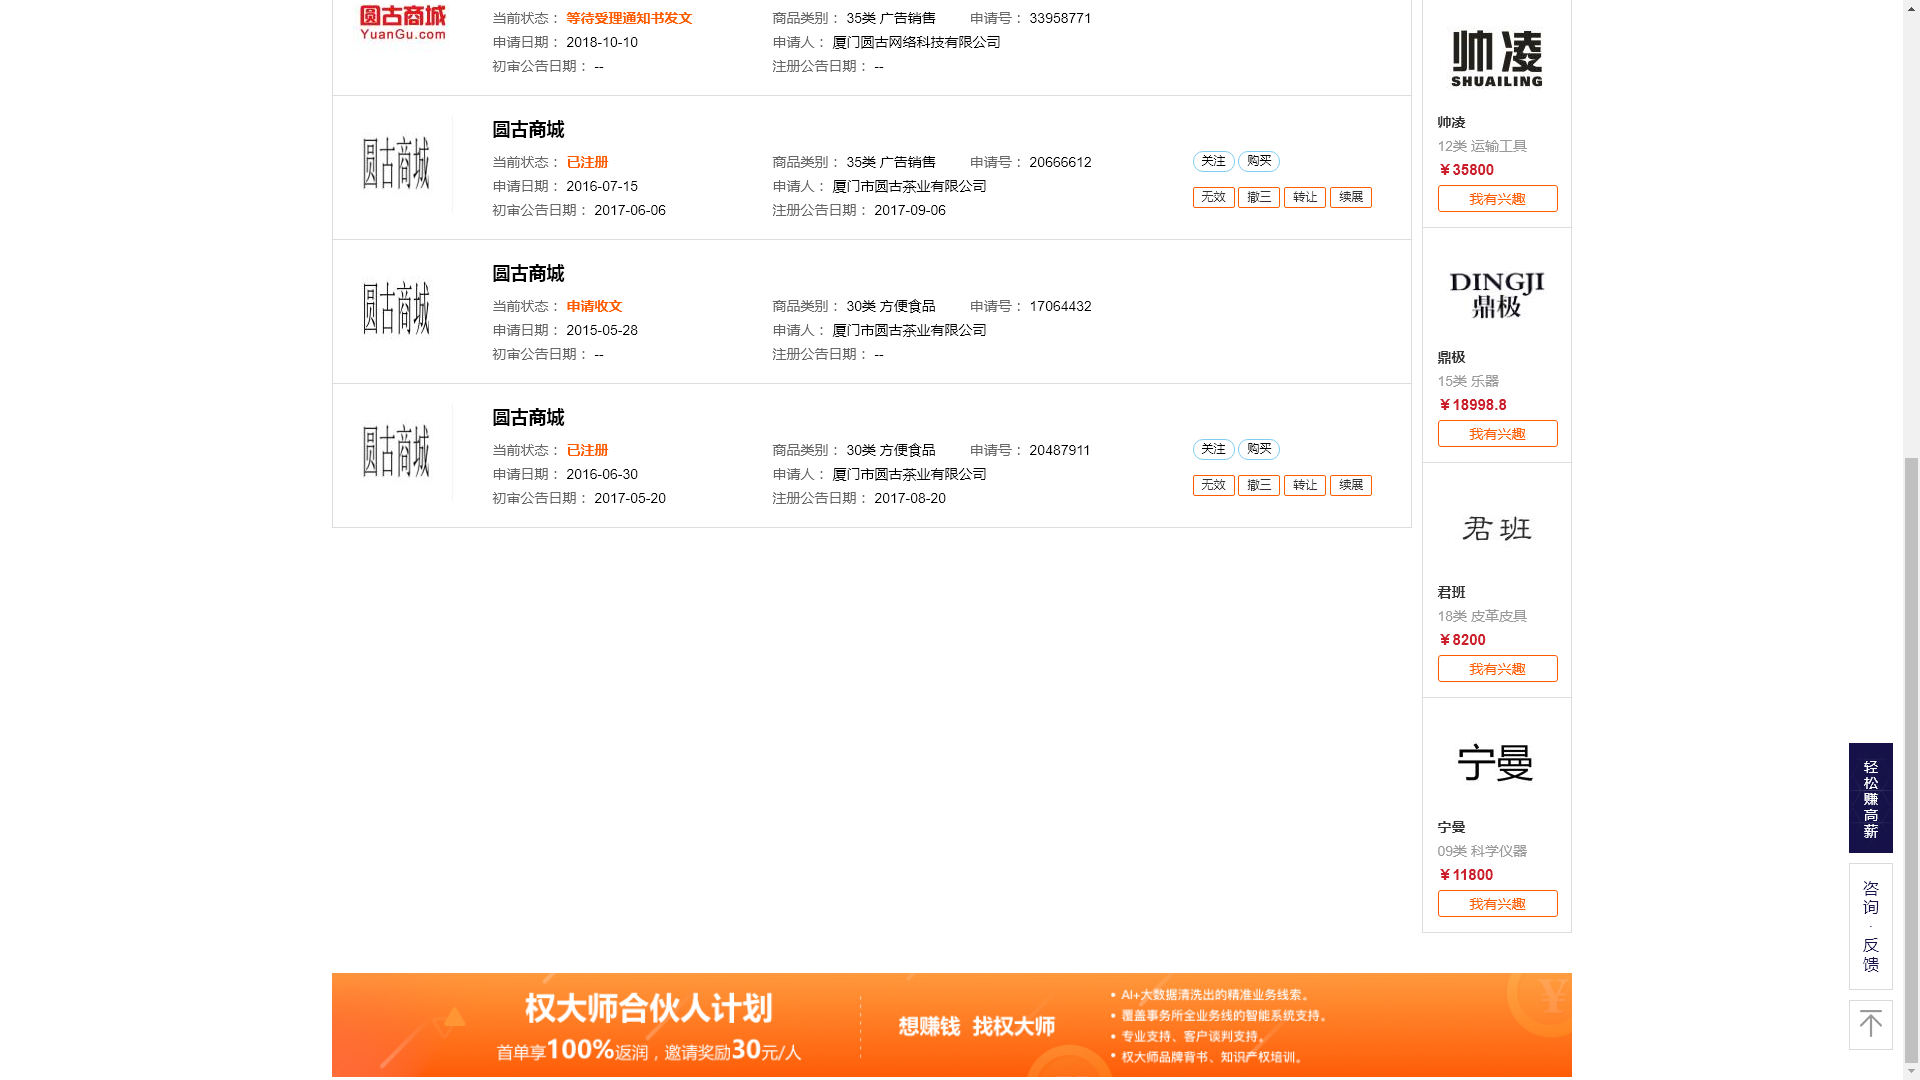 圆古商城
YuanGu.com
当前状态： 等待受理通知书发文 商品类别： 35类 广告销售 申请号： 33958771
申请日期： 2018-10-10 申请人： 厦门圆古网络科技有限公司
初审公告日期： -- 注册公告日期： --
圆古商城
圆古商城
当前状态： 已注册 商品类别： 35类 广告销售 申请号： 20666612 关注 购买
申请日期： 2016-07-15 申请人： 厦门市圆古茶业有限公司
无效 撤三 转让 续展
初审公告日期： 2017-06-06 注册公告日期： 2017-09-06
圆古商城
圆古商城
当前状态： 申请收文 商品类别： 30类 方便食品 申请号： 17064432
申请日期： 2015-05-28 申请人： 厦门市圆古茶业有限公司
初审公告日期： -- 注册公告日期： --
圆古商城
圆古商城
当前状态： 已注册 商品类别： 30类 方便食品 申请号： 20487911 关注 购买
申请日期： 2016-06-30 申请人： 厦门市圆古茶业有限公司
无效 撤三 转让 续展
初审公告日期： 2017-05-20 注册公告日期： 2017-08-20
帅凌
SHUAILING
帅凌
12类 运输工具
￥35800
我有兴趣
DINGJI
鼎极
鼎极
15类 乐器
￥18998.8
我有兴趣
君班
君班
18类 皮革皮具
￥8200
我有兴趣
宁曼
宁曼
09类 科学仪器
￥11800
我有兴趣
权大师合伙人计划
首单享100%返润，邀请奖励30元/人
想赚钱 找权大师
• AI+大数据清洗出的精准业务线索。
• 覆盖事务所全业务线的智能系统支持。
• 专业支持、客户谈判支持。
• 权大师品牌背书、知识产权培训。
轻松赚高薪
咨询·反馈